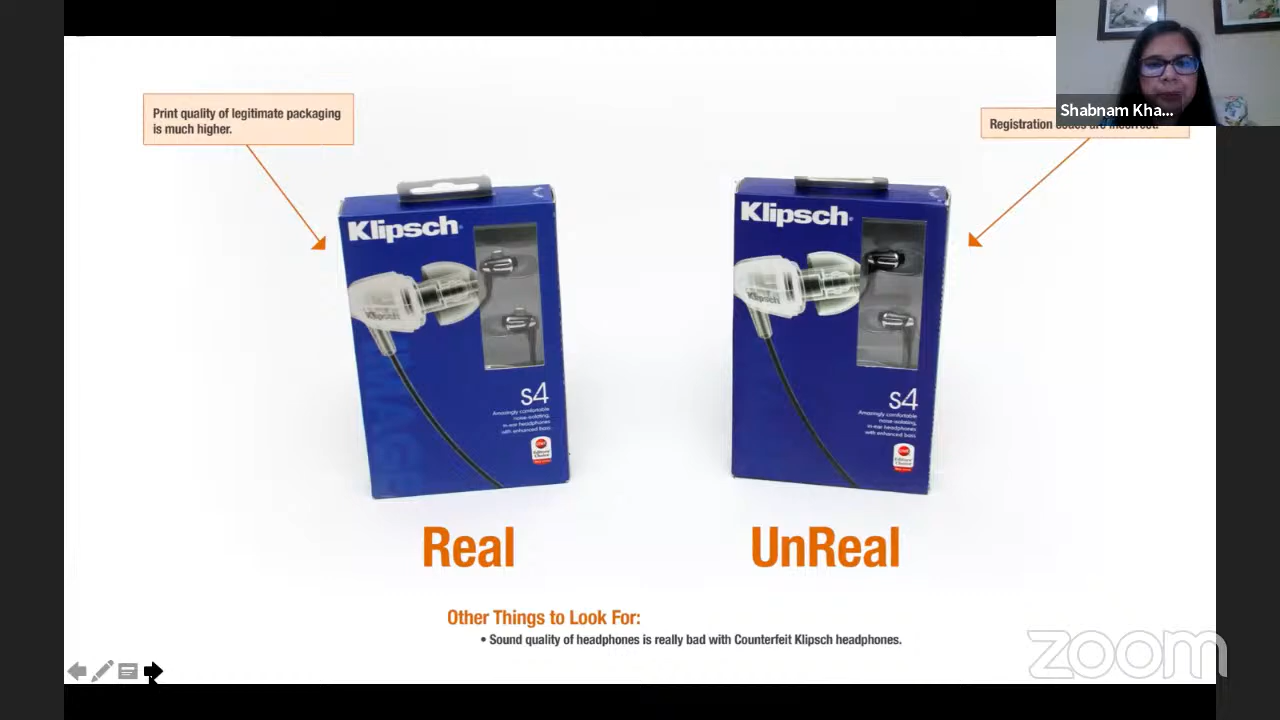 Shabnam Kha...
Print quality of legitimate packaging
is much higher.
Registration codes are incorrect.
Klipsch
Klipsch
s4
Amazingly comfortable
noise-isolating,
in-ear headphones
with enhanced bass
Klipsch
Klipsch
s4
Amazingly comfortable
noise-isolating,
in-ear headphones
with enhanced bass
Real
UnReal
Other Things to Look For:
• Sound quality of headphones is really bad with Counterfeit Klipsch headphones.
zoom